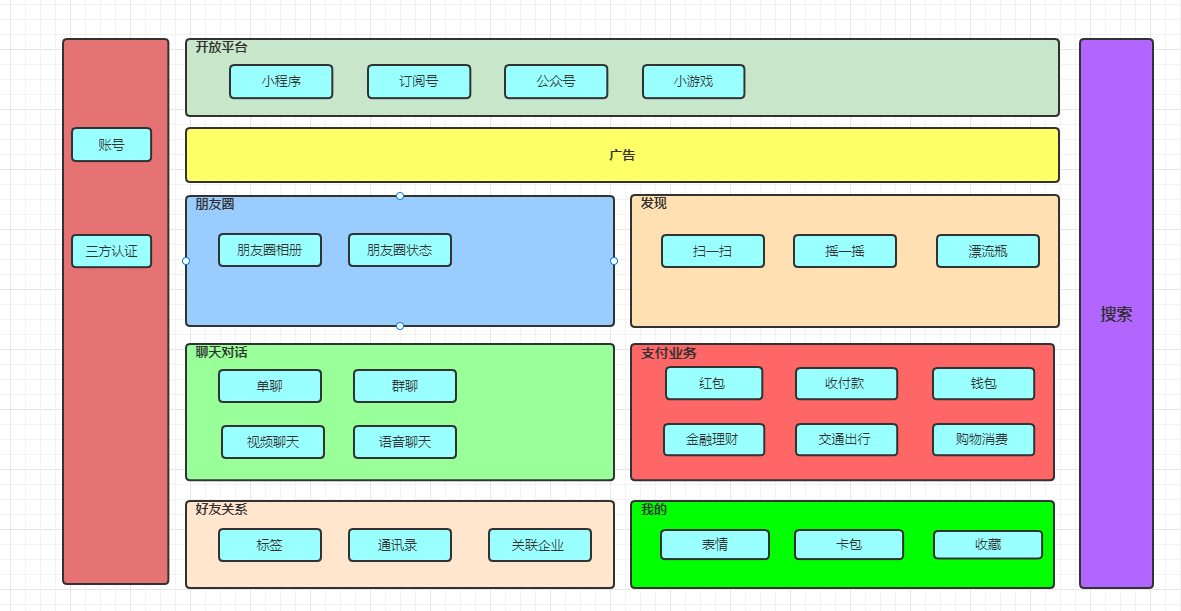 账号
三方认证
开放平台
小程序
订阅号
公众号
小游戏
广告
朋友圈
朋友圈相册
朋友圈状态
发现
扫一扫
摇一摇
漂流瓶
聊天对话
单聊
群聊
视频聊天
语音聊天
支付业务
红包
收付款
钱包
金融理财
交通出行
购物消费
好友关系
标签
通讯录
关联企业
我的
表情
卡包
收藏
搜索